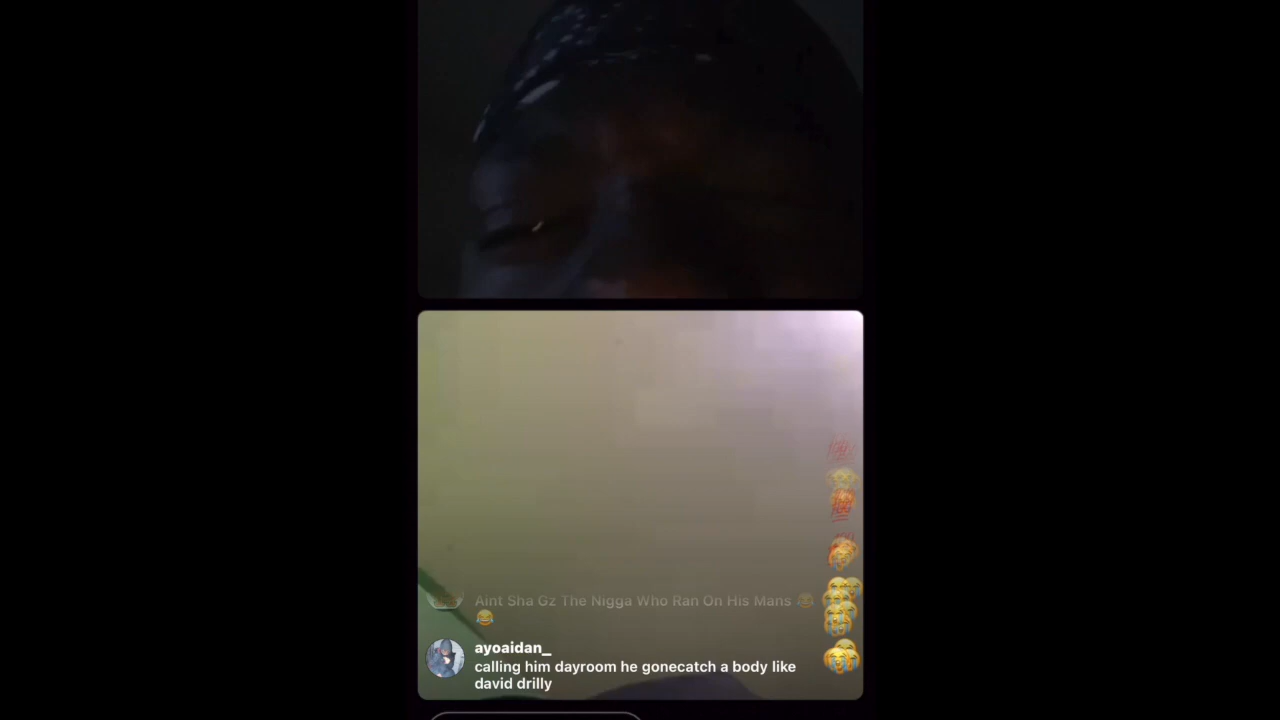 Aint Sha Gz The Nigga Who Ran On His Mans 😂
😂
ayoaidan_
calling him dayroom he gonecatch a body like
david drilly